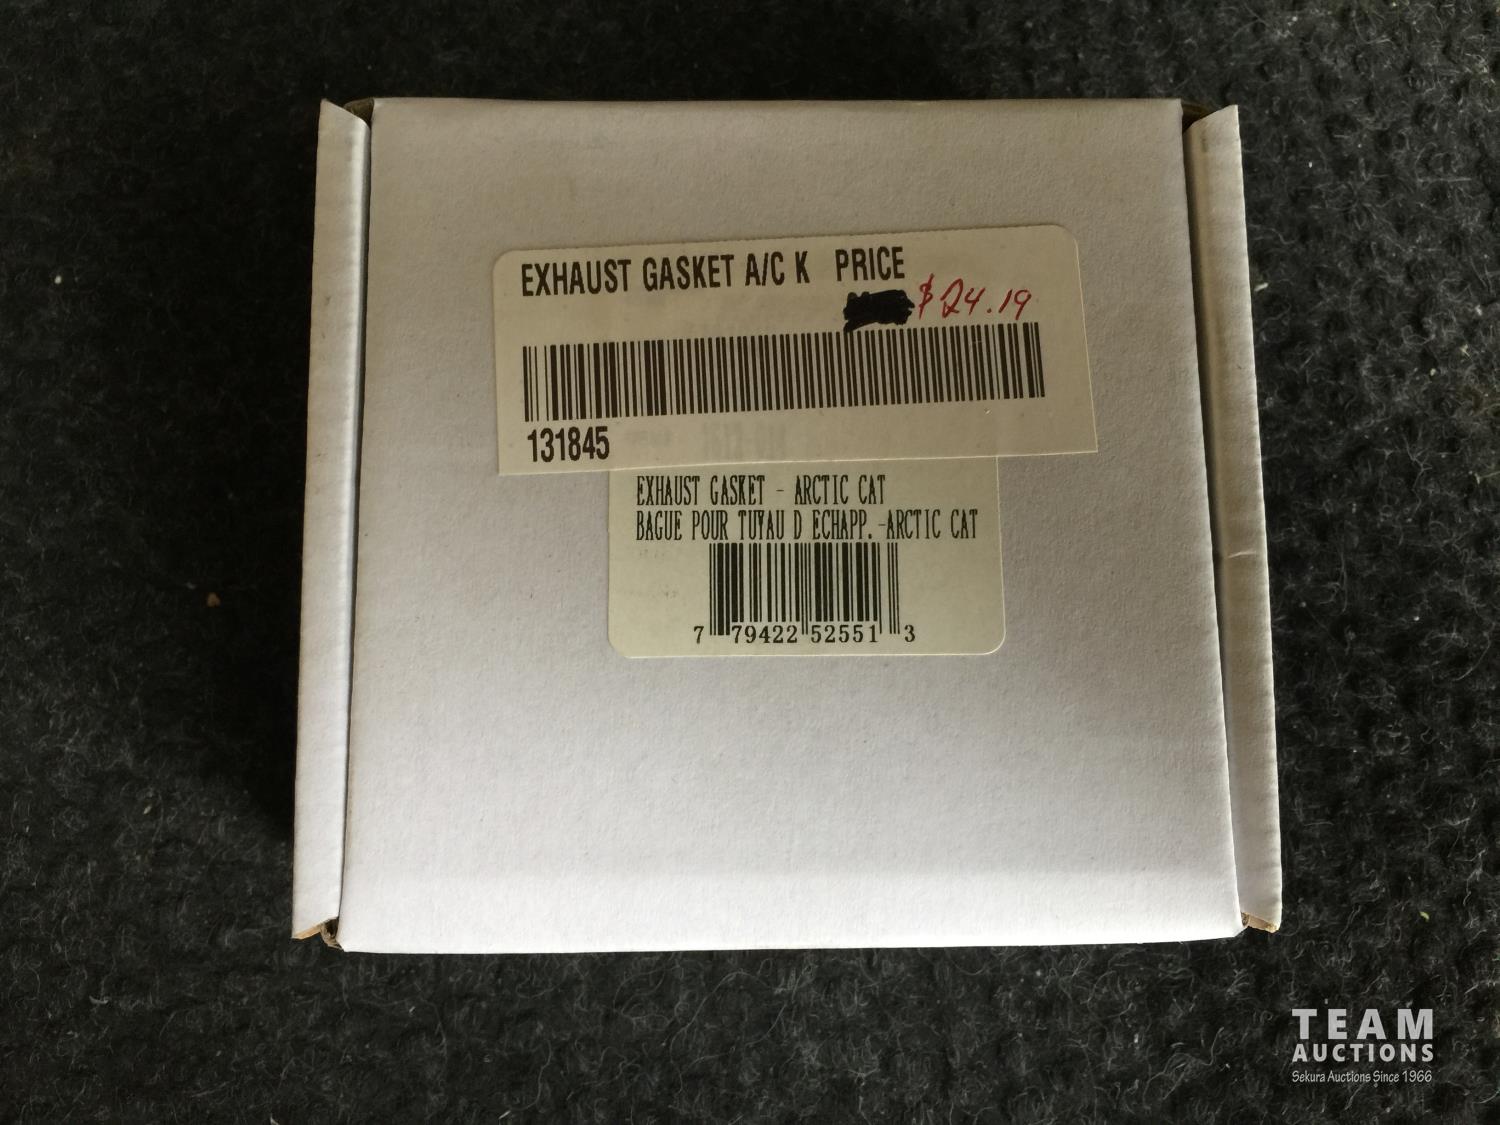 EXHAUST GASKET A/C K PRICE
$24.19
131845
EXHAUST GASKET - ARCTIC CAT
BAGUE POUR TUYAU D ECHAPP.-ARCTIC CAT
7 79422 52551 3
TEAM
AUCTIONS
Sekura Auctions Since 1966